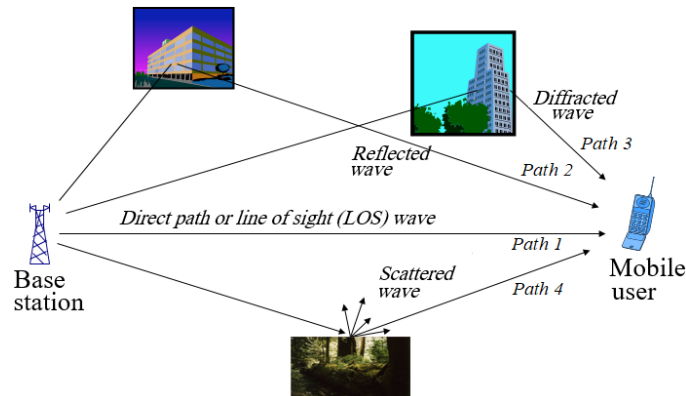 Diffracted
wave
Path 3
Reflected
wave
Path 2
Direct path or line of sight (LOS) wave
Path 1
Base
station
Mobile
user
Scattered
wave
Path 4